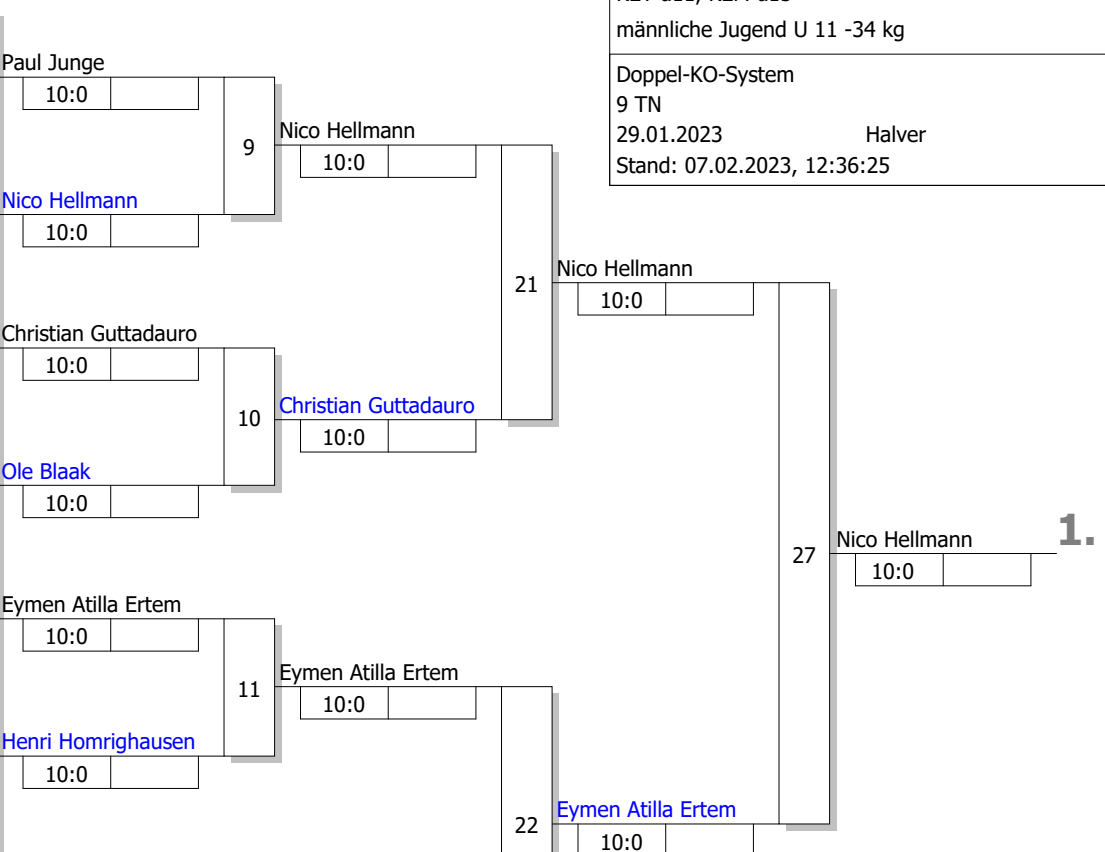 männliche Jugend U 11 -34 kg
Doppel-KO-System
9 TN
29.01.2023 Halver
Stand: 07.02.2023, 12:36:25
Paul Junge
10:0
9
Nico Hellmann
10:0
Nico Hellmann
10:0
21
Nico Hellmann
10:0
Christian Guttadauro
10:0
10
Christian Guttadauro
10:0
Ole Blaak
10:0
27
Nico Hellmann
10:0
1.
Eymen Atilla Ertem
10:0
11
Eymen Atilla Ertem
10:0
Henri Homrighausen
10:0
22
Eymen Atilla Ertem
10:0